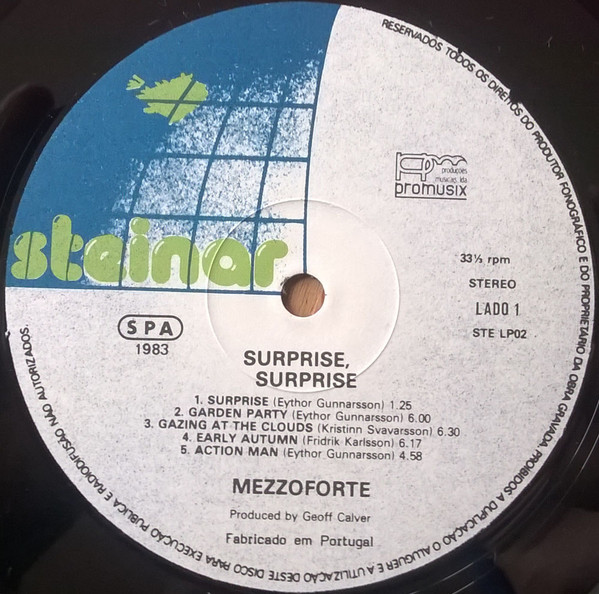 RESERVADOS TODOS OS DIREITOS DO PRODUTOR FONOGRÁFICO E DO PROPRIETARIO DA OBRA GRAVADA. PROIBIDOS A DUPLICAÇÃO O ALUGUER E A UTILIZAÇÃO DESTE DISCO PARA EXECUÇÃO PUBLICA E RADIODIFUSÃO NÃO AUTORIZADOS.
produções
musicais, lda
promusix
steinar
33⅓ rpm
STEREO
LADO 1
STE LP02
SPA
1983
SURPRISE,
SURPRISE
1. SURPRISE (Eythor Gunnarsson) 1.25
2. GARDEN PARTY (Eythor Gunnarsson) 6.00
3. GAZING AT THE CLOUDS (Kristinn Svavarsson) 6.30
4. EARLY AUTUMN (Fridrik Karlsson) 6.17
5. ACTION MAN (Eythor Gunnarsson) 4.58
MEZZOFORTE
Produced by Geoff Calver
Fabricado em Portugal